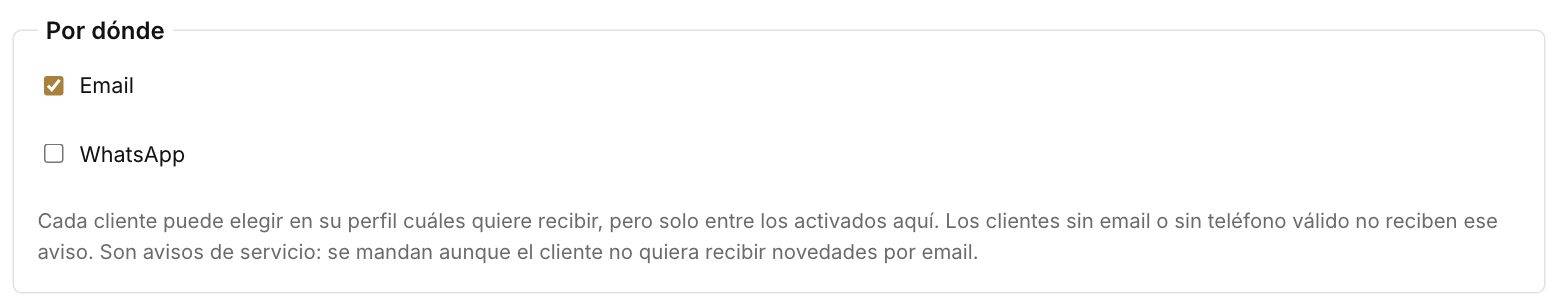 Por dónde
Email
WhatsApp
Cada cliente puede elegir en su perfil cuáles quiere recibir, pero solo entre los activados aquí. Los clientes sin email o sin teléfono válido no reciben ese
aviso. Son avisos de servicio: se mandan aunque el cliente no quiera recibir novedades por email.